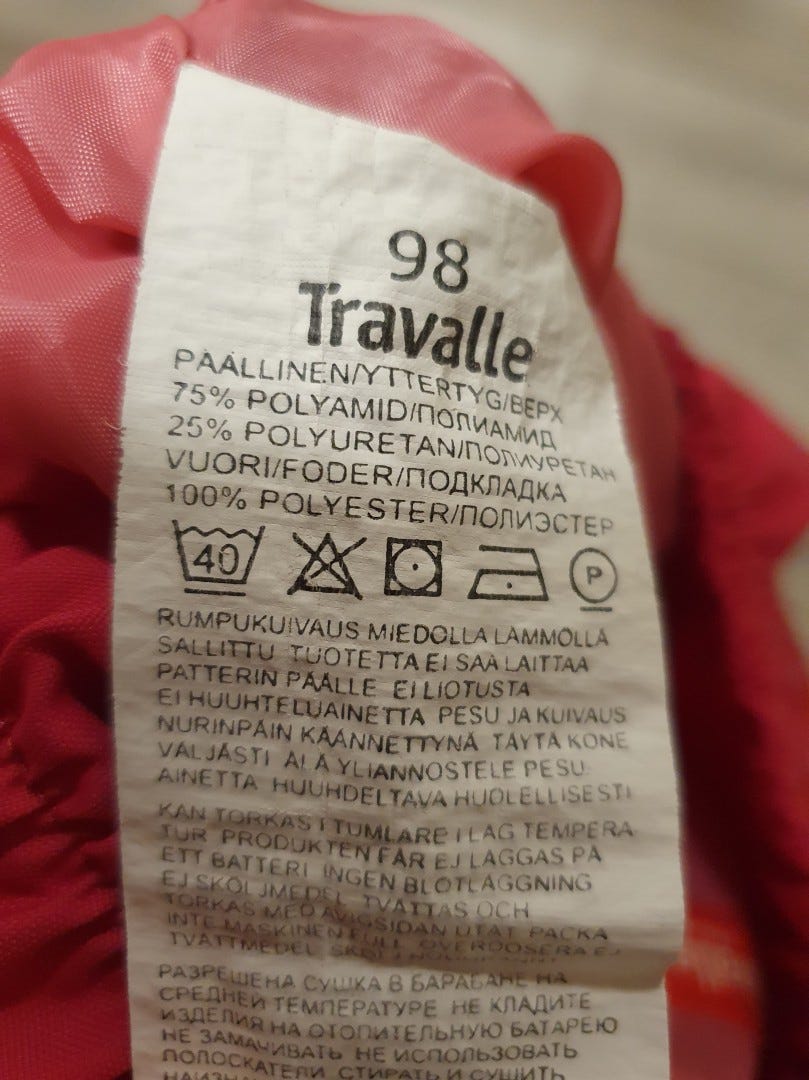 98
Travalle
PÄÄLLINEN/YTTERTYG/ВЕРХ
75% POLYAMID/ПОЛИАМИД
25% POLYURETAN/ПОЛИУРЕТАН
VUORI/FODER/ПОДКЛАДКА
100% POLYESTER/ПОЛИЭСТЕР
40 P
RUMPUKUIVAUS MIEDOLLA LÄMMÖLLÄ
SALLITTU TUOTETTA EI SAA LAITTAA
PATTERIN PÄÄLLE EI LIOTUSTA
EI HUUHTELUAINETTA PESU JA KUIVAUS
NURINPÄIN KÄÄNNETTYNÄ TÄYTÄ KONE
VÄLJÄSTI ÄLÄ YLIANNOSTELE PESU
AINETTA HUUHDELTAVA HUOLELLISESTI
KAN TORKAS I TUMLARE I LÅG TEMPERA
TUR PRODUKTEN FÅR EJ LÄGGAS PÅ
ETT BATTERI INGEN BLÖTLÄGGNING
EJ SKÖLJMEDEL TVÄTTAS OCH
TORKAS MED AVIGSIDAN UTÅT PACKA
INTE MASKINEN FULL ÖVERDOSERA EJ
TVÄTTMEDEL
РАЗРЕШЕНА СУШКА В БАРАБАНЕ НА
СРЕДНЕЙ ТЕМПЕРАТУРЕ НЕ КЛАДИТЕ
ИЗДЕЛИЯ НА ОТОПИТЕЛЬНУЮ БАТАРЕЮ
НЕ ЗАМАЧИВАТЬ НЕ ИСПОЛЬЗОВАТЬ
ПОЛОСКАТЕЛИ СТИРАТЬ И СУШИТЬ